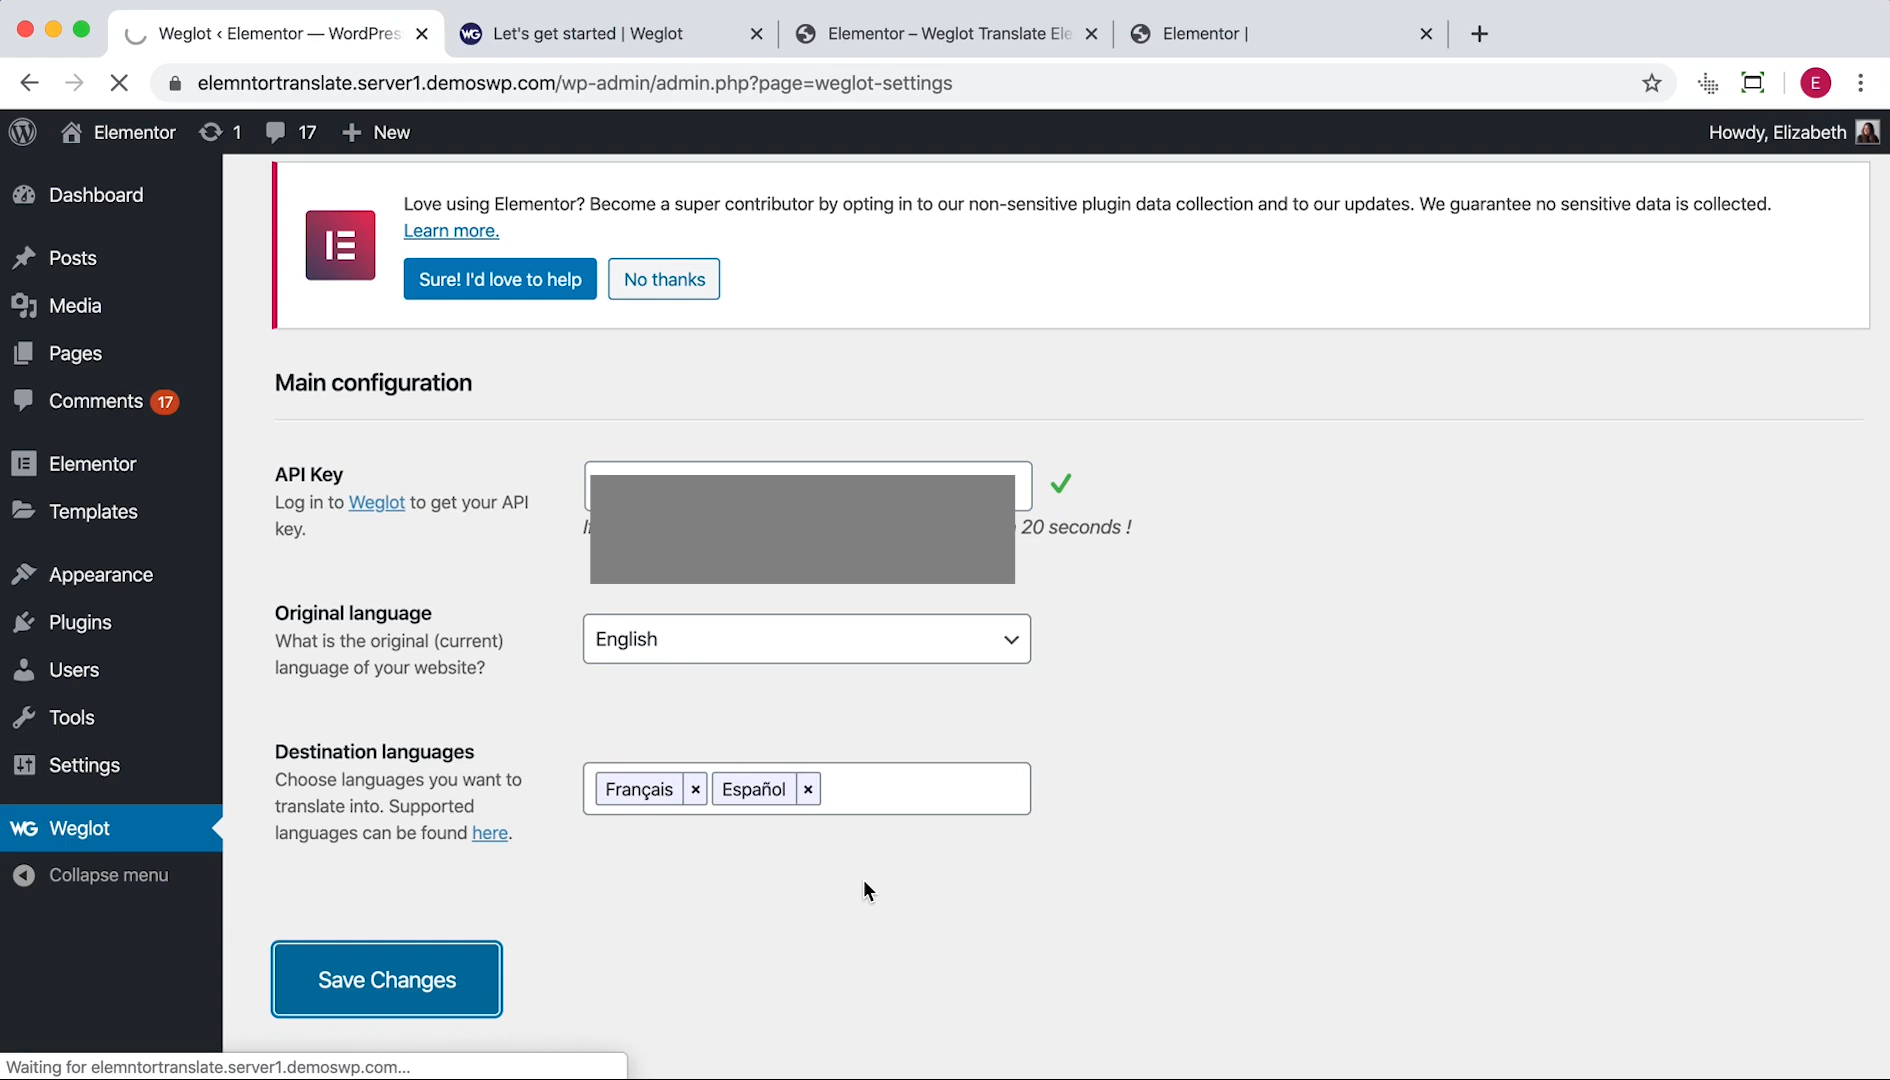 Weglot ‹ Elementor — WordPres
Let's get started | Weglot
Elementor – Weglot Translate Ele
Elementor |
elemntortranslate.server1.demoswp.com/wp-admin/admin.php?page=weglot-settings
E
Elementor
1
17
New
Howdy, Elizabeth
Dashboard
Posts
Media
Pages
Comments 17
Elementor
Templates
Appearance
Plugins
Users
Tools
Settings
WG Weglot
Collapse menu
Love using Elementor? Become a super contributor by opting in to our non-sensitive plugin data collection and to our updates. We guarantee no sensitive data is collected.
Learn more.
Sure! I'd love to help
No thanks
Main configuration
API Key
Log in to Weglot to get your API
key.
20 seconds !
Original language
What is the original (current)
language of your website?
English
Destination languages
Choose languages you want to
translate into. Supported
languages can be found here.
Français × Español ×
Save Changes
Waiting for elemntortranslate.server1.demoswp.com...